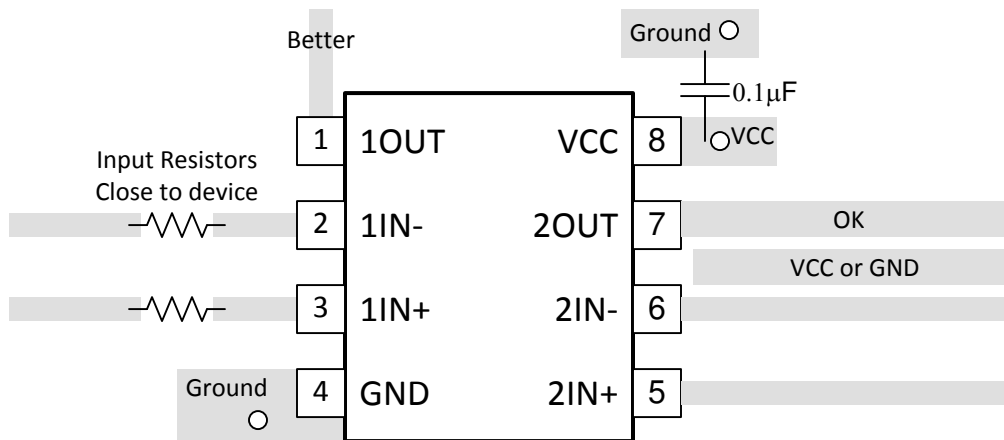 Better
Ground
0.1µF
1 1OUT VCC 8 VCC
Input Resistors
Close to device
2 1IN- 2OUT 7 OK
VCC or GND
3 1IN+ 2IN- 6
Ground
4 GND 2IN+ 5